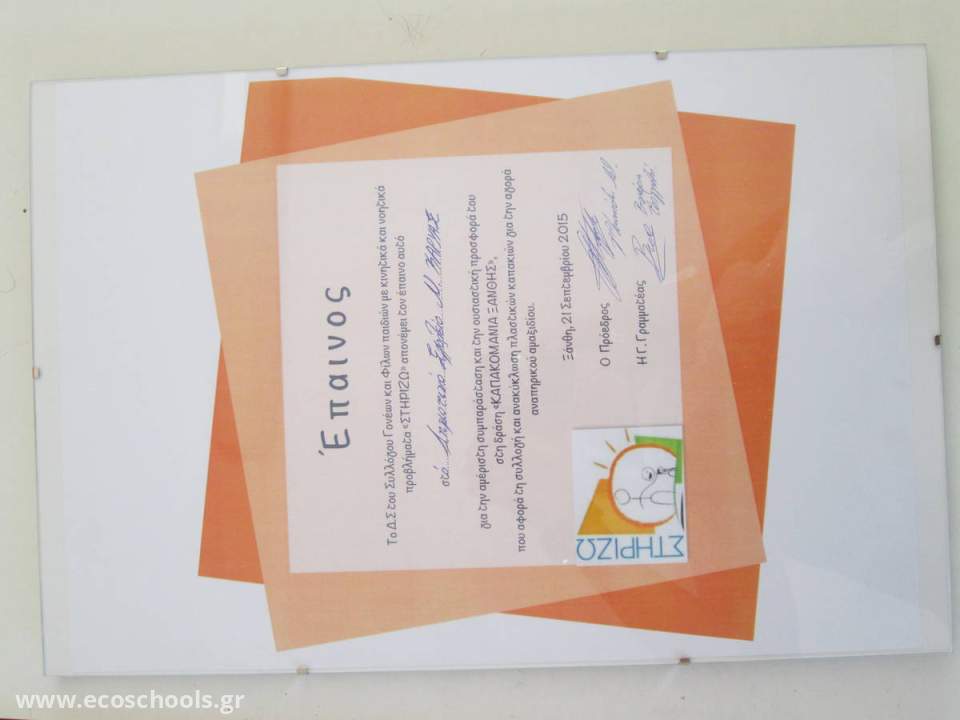 Έπαινος
Το Δ.Σ του Συλλόγου Γονέων και Φίλων παιδιών με κινητικά και νοητικά
προβλήματα «ΣΤΗΡΙΖΩ» απονέμει τον έπαινο αυτό
στο Δημοτικό Σχολείο
για την αμέριστη συμπαράσταση και την ουσιαστική προσφορά του
στη δράση «ΚΑΠΑΚΟΜΑΝΙΑ ΞΑΝΘΗΣ»,
που αφορά τη συλλογή και ανακύκλωση πλαστικών καπακιών για την αγορά
αναπηρικού αμαξιδίου.
Ξάνθη, 21 Σεπτεμβρίου 2015
Ο Πρόεδρος
Η Γ. Γραμματέας
ΣΤΗΡΙΖΩ
www.ecoschools.gr